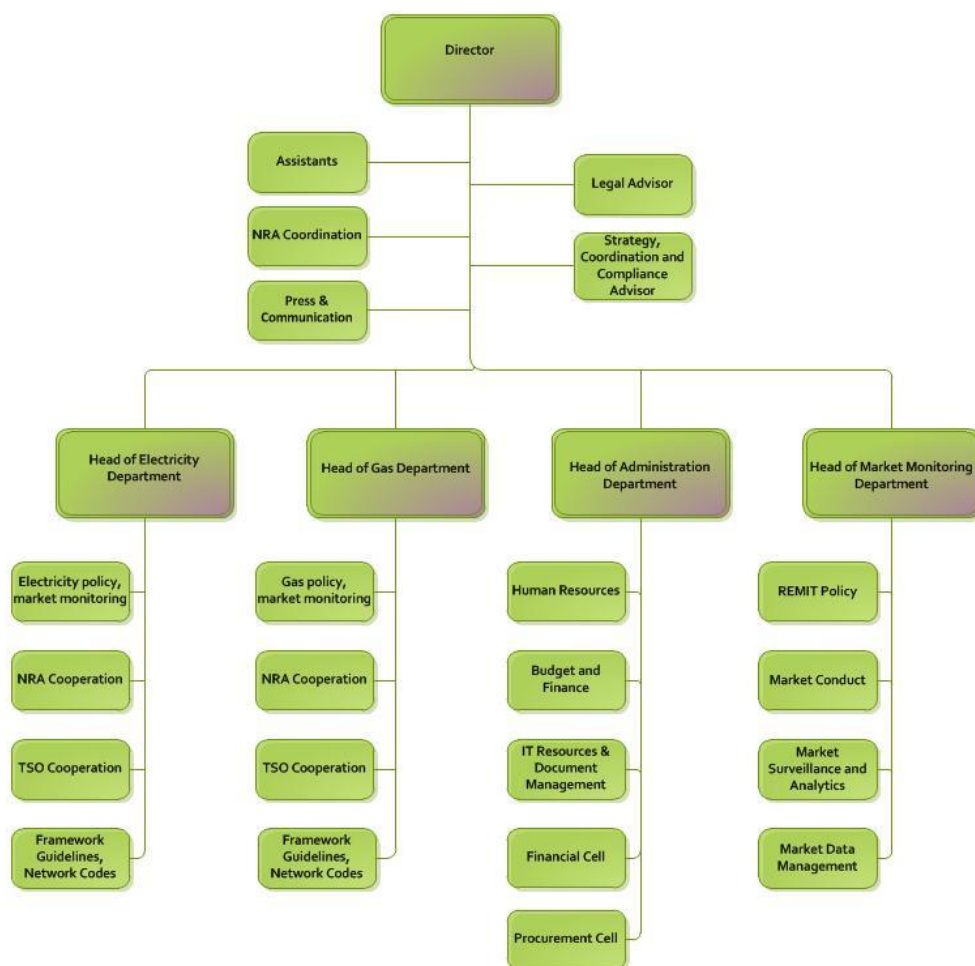 Director
Assistants
Legal Advisor
NRA Coordination
Strategy,
Coordination and
Compliance
Advisor
Press &
Communication
Head of Electricity
Department
Head of Gas Department
Head of Administration
Department
Head of Market Monitoring
Department
Electricity policy,
market monitoring
NRA Cooperation
TSO Cooperation
Framework
Guidelines,
Network Codes
Gas policy,
market monitoring
NRA Cooperation
TSO Cooperation
Framework
Guidelines,
Network Codes
Human Resources
Budget and
Finance
IT Resources &
Document
Management
Financial Cell
Procurement Cell
REMIT Policy
Market Conduct
Market
Surveillance and
Analytics
Market Data
Management